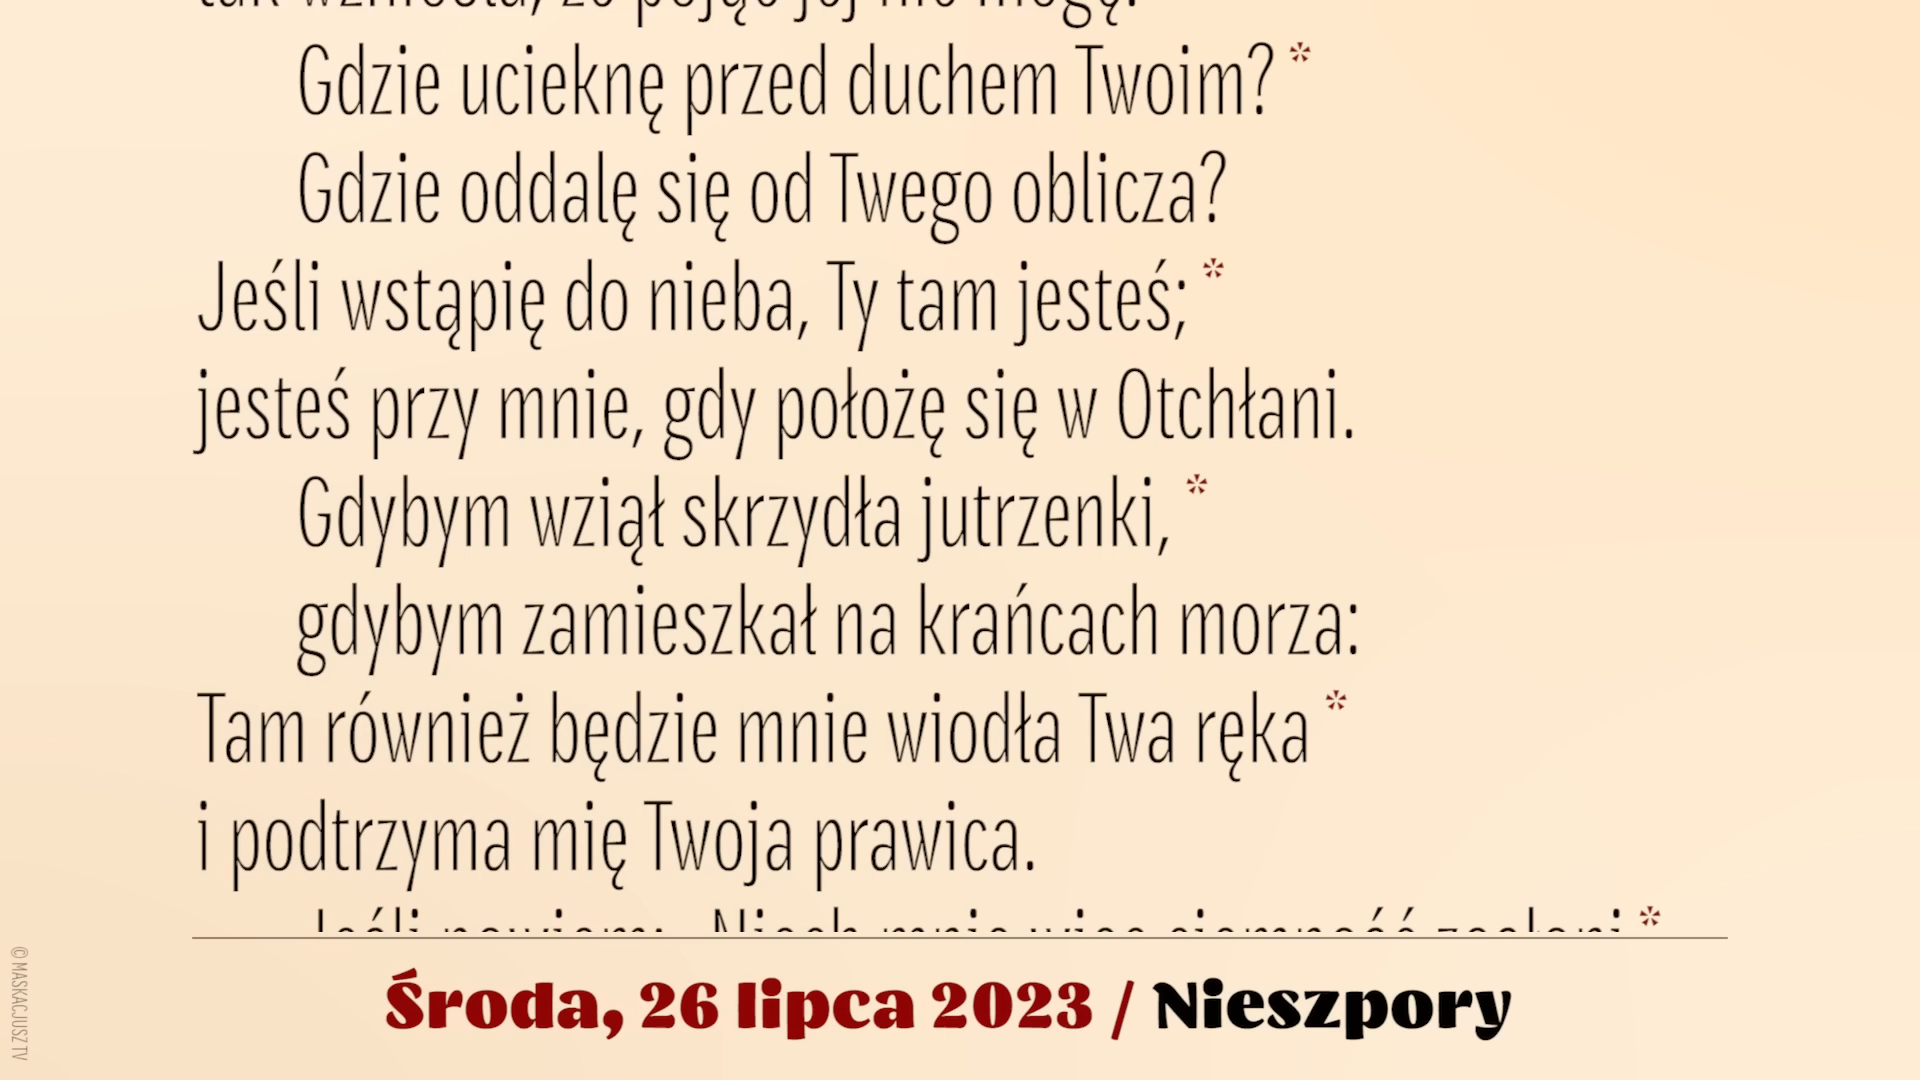 Gdzie ucieknę przed duchem Twoim? *
Gdzie oddalę się od Twego oblicza?
Jeśli wstąpię do nieba, Ty tam jesteś; *
jesteś przy mnie, gdy położę się w Otchłani.
Gdybym wziął skrzydła jutrzenki, *
gdybym zamieszkał na krańcach morza:
Tam również będzie mnie wiodła Twa ręka *
i podtrzyma mię Twoja prawica.
Środa, 26 lipca 2023 / Nieszpory
© MASKACJUSZ TV